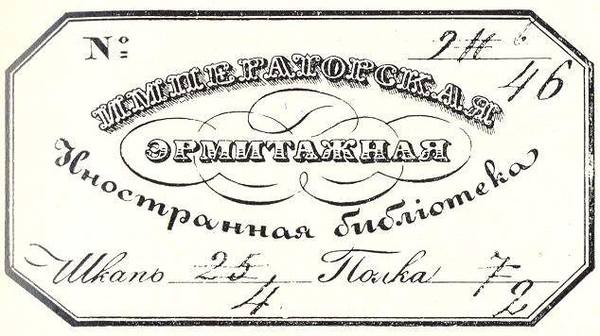 № 46
ИМПЕРАТОРСКАЯ
ЭРМИТАЖНАЯ
Иностранная библіотека
Шкапъ 25 Полка 7
4 2